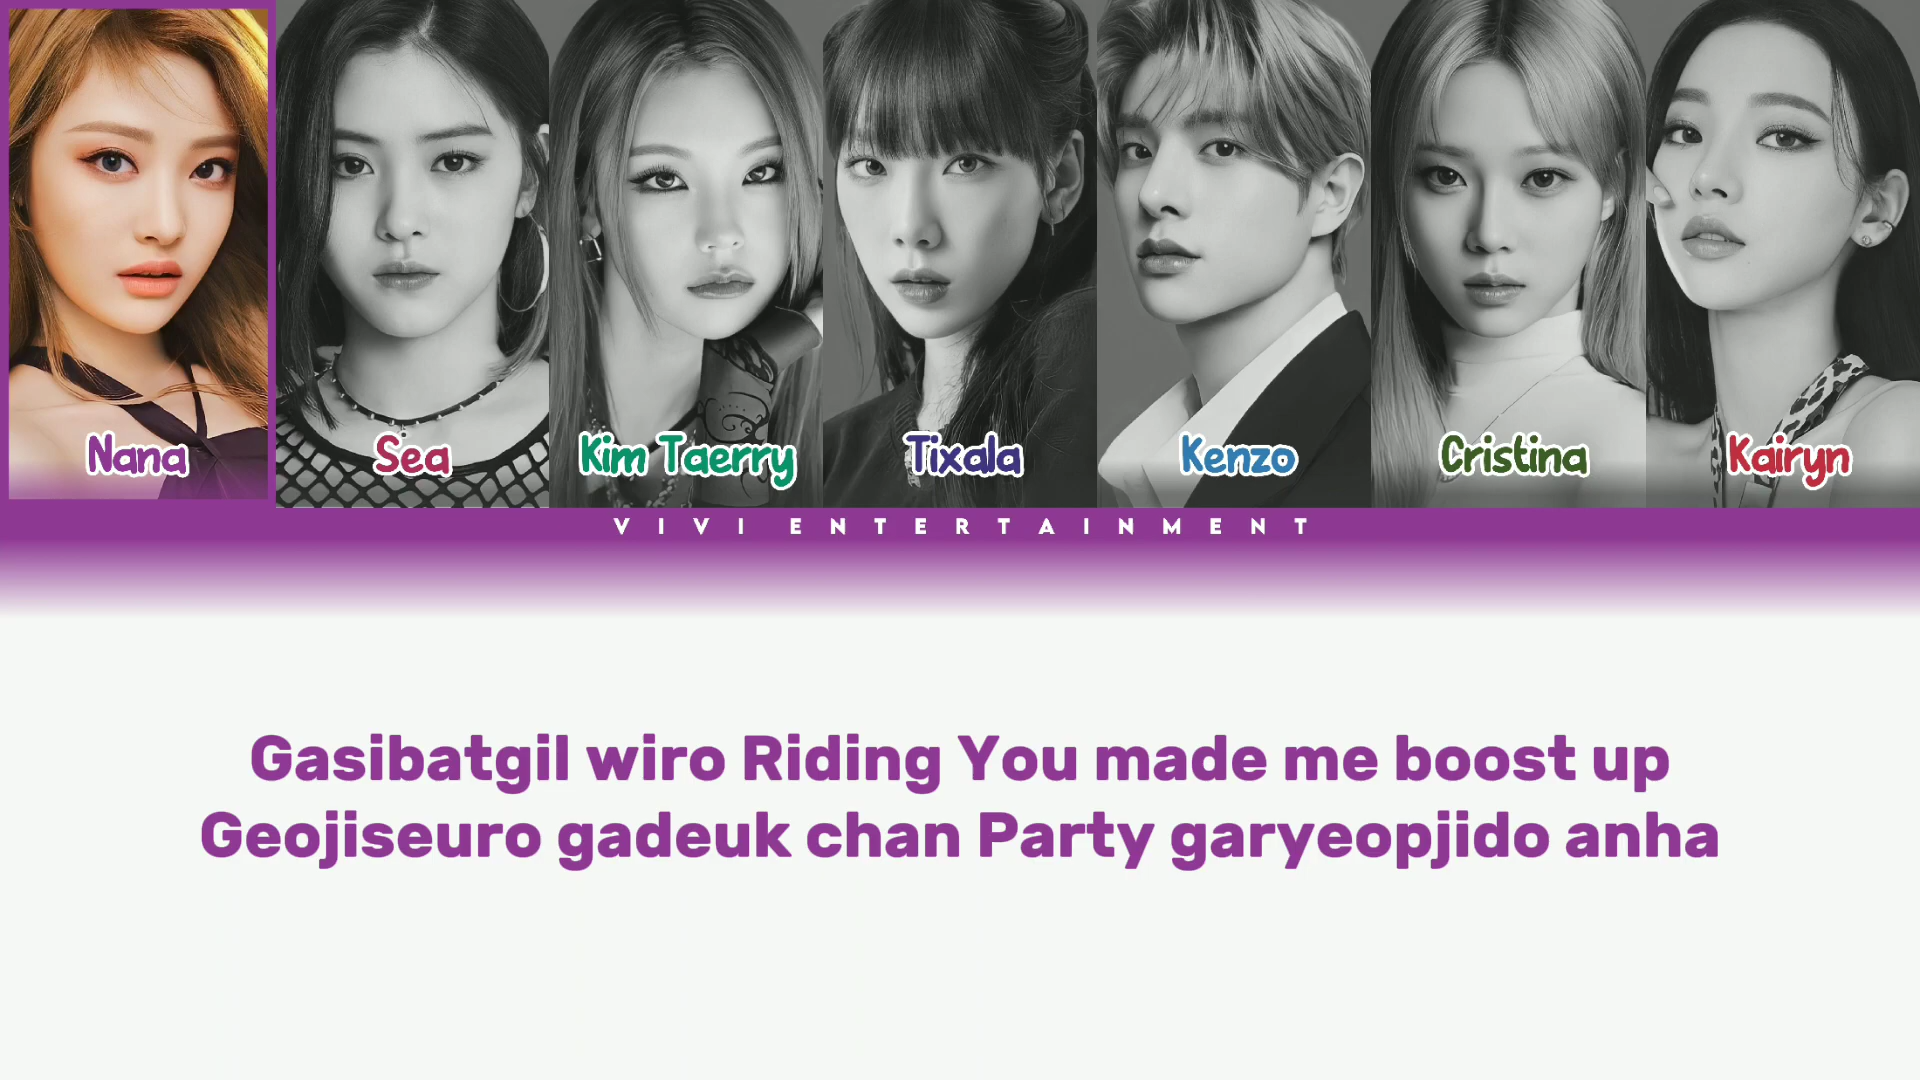 Nana
Sea
Kim Taerry
Tixala
Kenzo
Cristina
Kairyn
VIVI ENTERTAINMENT
Gasibatgil wiro Riding You made me boost up
Geojiseuro gadeuk chan Party garyeopjido anha